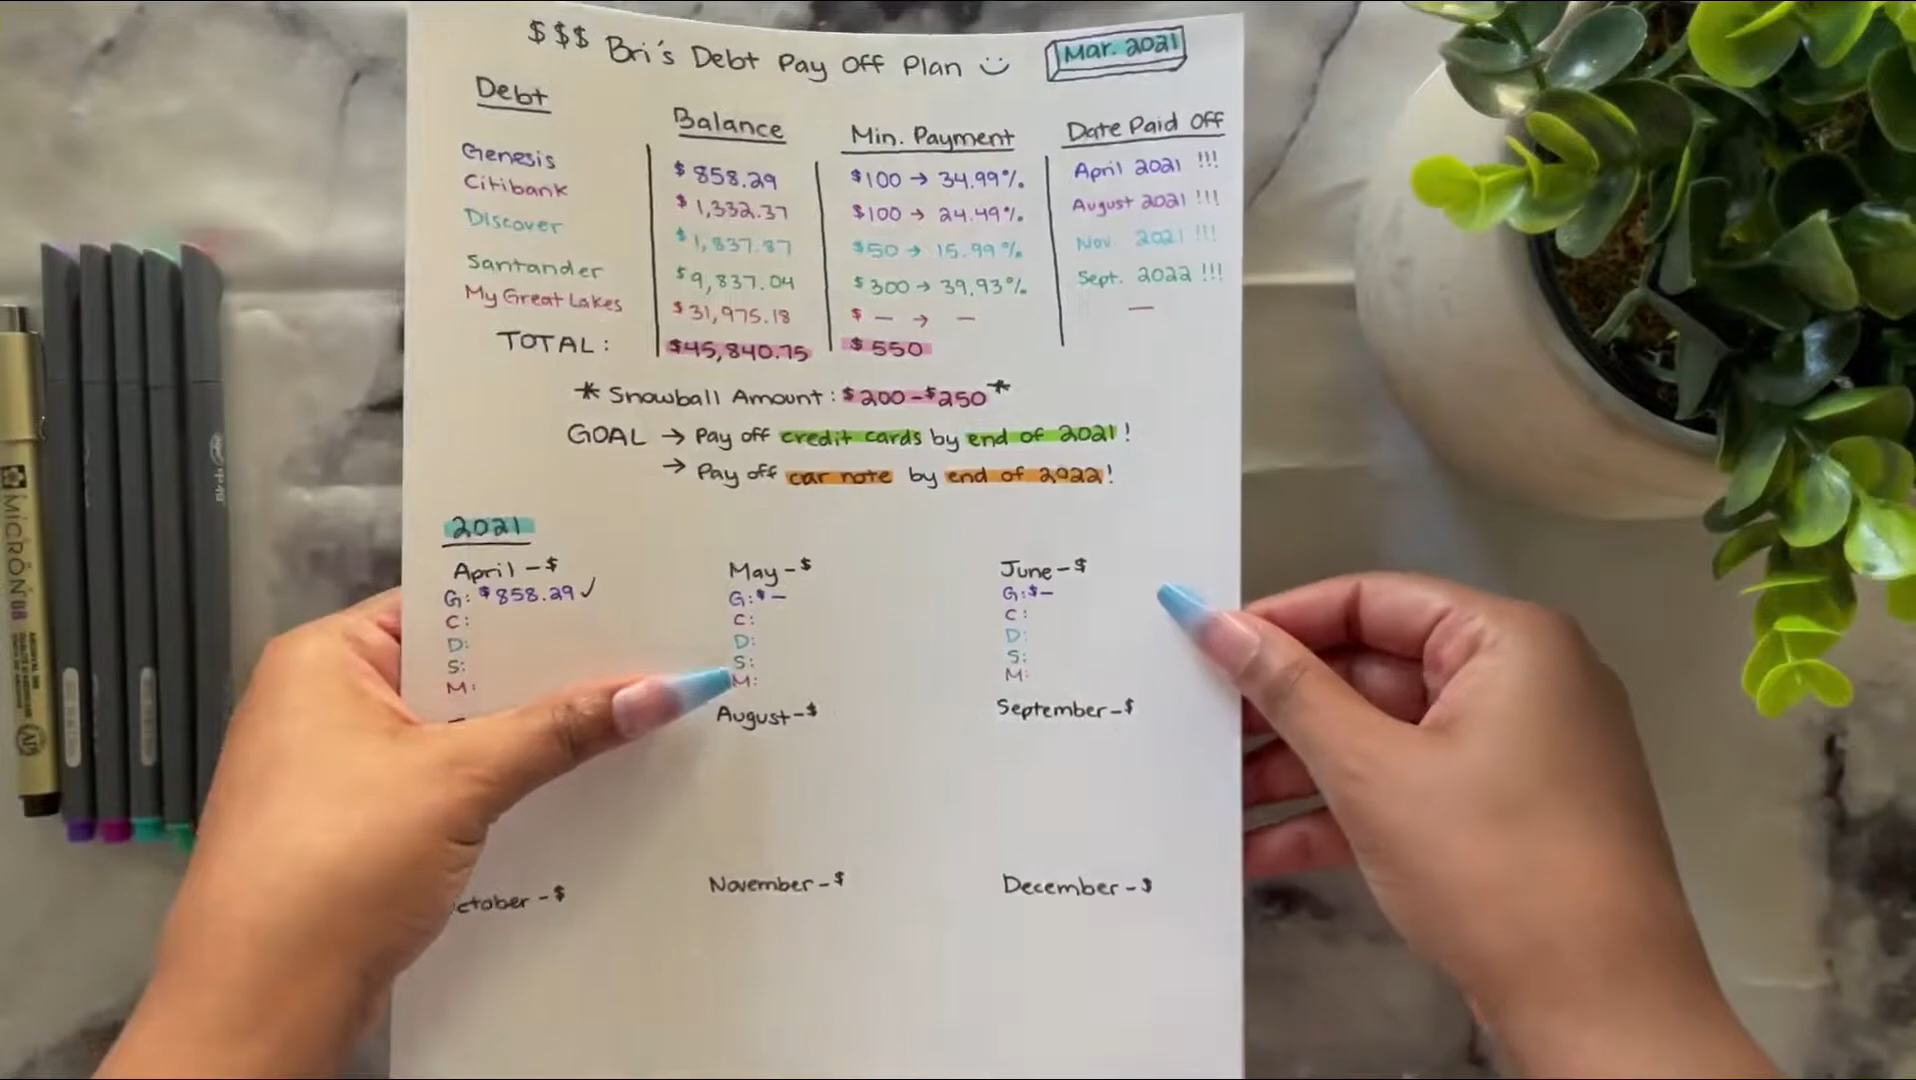 $$$ Bri's Debt Pay Off Plan
Mar. 2021
Debt Balance Min. Payment Date Paid Off
Genesis $858.29 $100 → 34.99% April 2021 !!!
Citibank $1,332.37 $100 → 24.49% August 2021 !!!
Discover $1,837.87 $50 → 15.99% Nov. 2021 !!!
Santander $9,837.04 $300 → 39.93% Sept. 2022 !!!
My Great Lakes $31,975.18 $ — → — —
TOTAL: $45,840.75 $550
* Snowball Amount: $200-$250 *
GOAL → Pay off credit cards by end of 2021!
→ Pay off car note by end of 2022!
2021
April - $
G: $858.29 ✓
C:
D:
S:
M:
May - $
G: $ —
C:
D:
S:
M:
June - $
G: $ —
C:
D:
S:
M:
August - $
September - $
ctober - $
November - $
December - $
MICRON 08